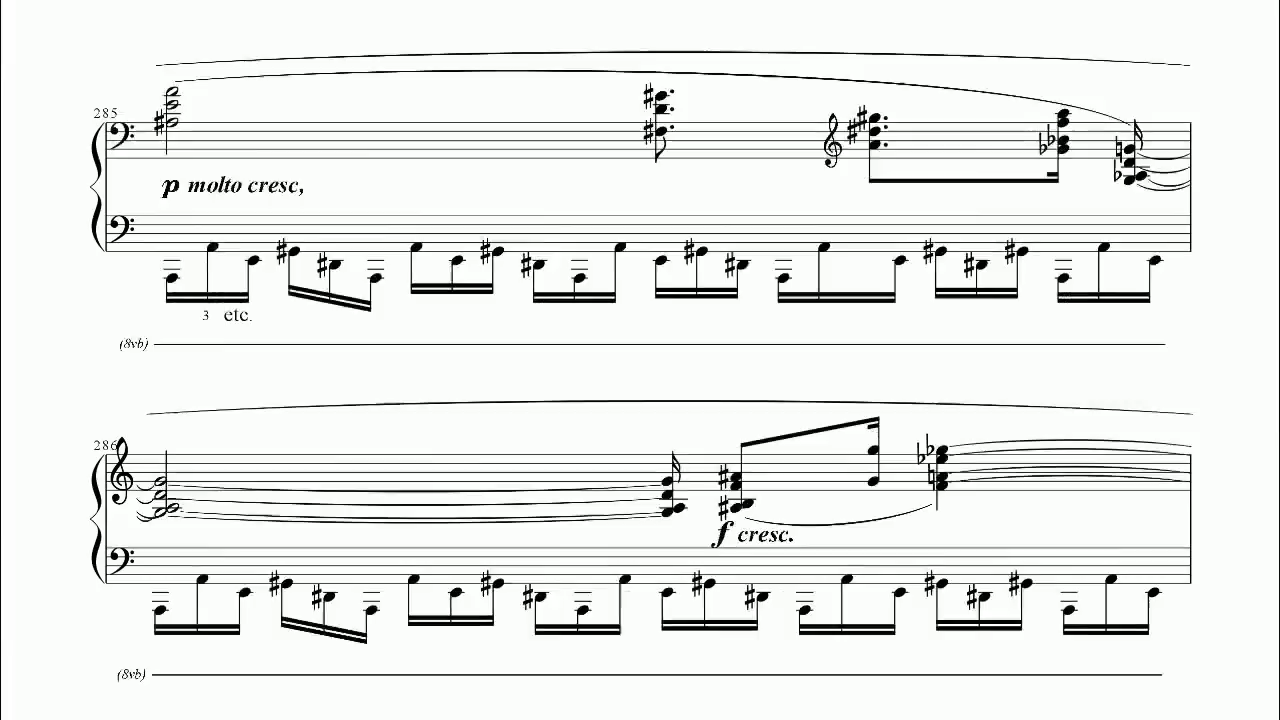 285
p molto cresc,
3 etc.
(8vb)
286
f cresc.
(8vb)